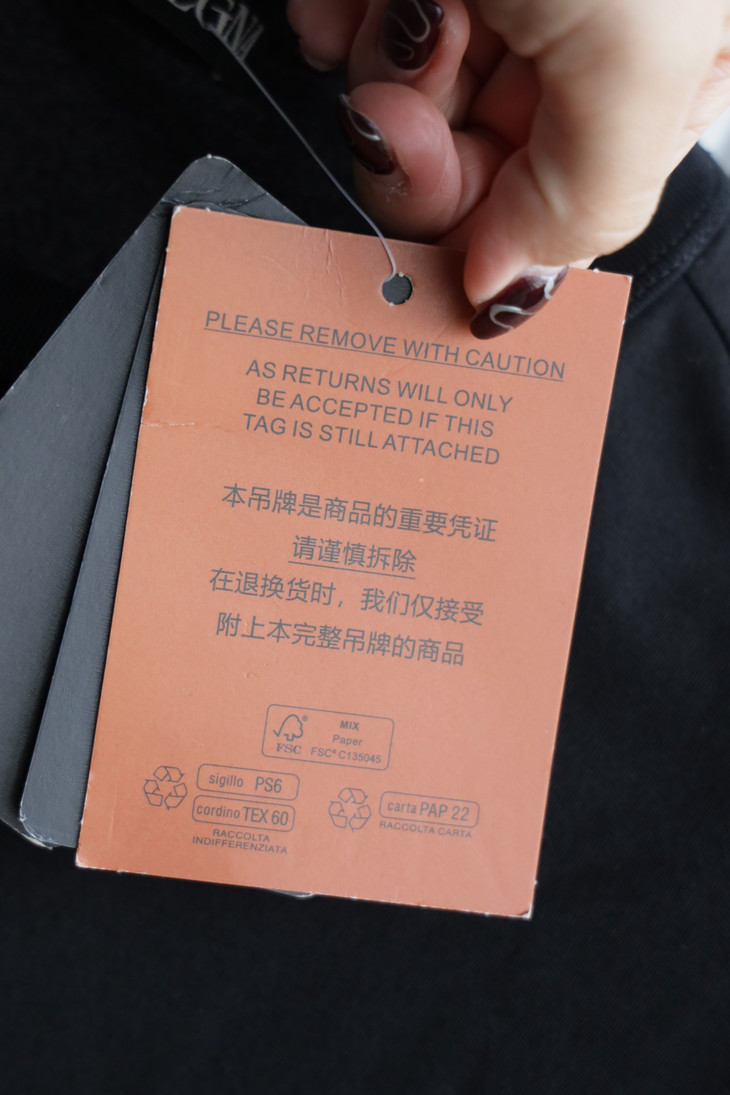 PLEASE REMOVE WITH CAUTION
AS RETURNS WILL ONLY
BE ACCEPTED IF THIS
TAG IS STILL ATTACHED
本吊牌是商品的重要凭证
请谨慎拆除
在退换货时，我们仅接受
附上本完整吊牌的商品
FSC®
MIX
Paper
FSC® C135045
sigillo PS6
cordino TEX 60
RACCOLTA
INDIFFERENZIATA
carta PAP 22
RACCOLTA CARTA